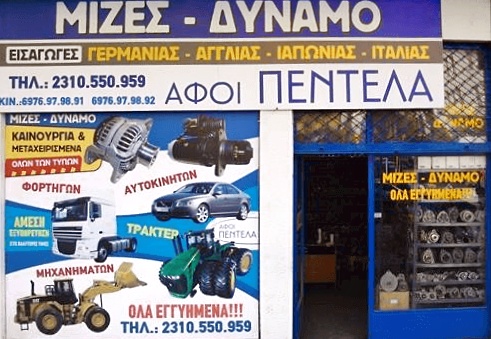 ΜΙΖΕΣ - ΔΥΝΑΜΟ
ΕΙΣΑΓΩΓΕΣ ΓΕΡΜΑΝΙΑΣ - ΑΓΓΛΙΑΣ - ΙΑΠΩΝΙΑΣ - ΙΤΑΛΙΑΣ
ΤΗΛ.: 2310.550.959
ΚΙΝ.: 6976.97.98.91 6976.97.98.92
ΑΦΟΙ ΠΕΝΤΕΛΑ
ΜΙΖΕΣ - ΔΥΝΑΜΟ
ΚΑΙΝΟΥΡΓΙΑ &
ΜΕΤΑΧΕΙΡΙΣΜΕΝΑ
ΟΛΩΝ ΤΩΝ ΤΥΠΩΝ
ΦΟΡΤΗΓΩΝ
ΑΥΤΟΚΙΝΗΤΩΝ
ΑΜΕΣΗ
ΕΞΥΠΗΡΕΤΗΣΗ
ΤΡΑΚΤΕΡ
ΑΦΟΙ
ΠΕΝΤΕΛΑ
ΜΗΧΑΝΗΜΑΤΩΝ
CAT
ΟΛΑ ΕΓΓΥΗΜΕΝΑ!!!
ΤΗΛ.: 2310.550.959
ΔΥΝΑΜΟ
ΜΙΖΕΣ - ΔΥΝΑΜΟ
ΟΛΑ ΕΓΓΥΗΜΕΝΑ!!!